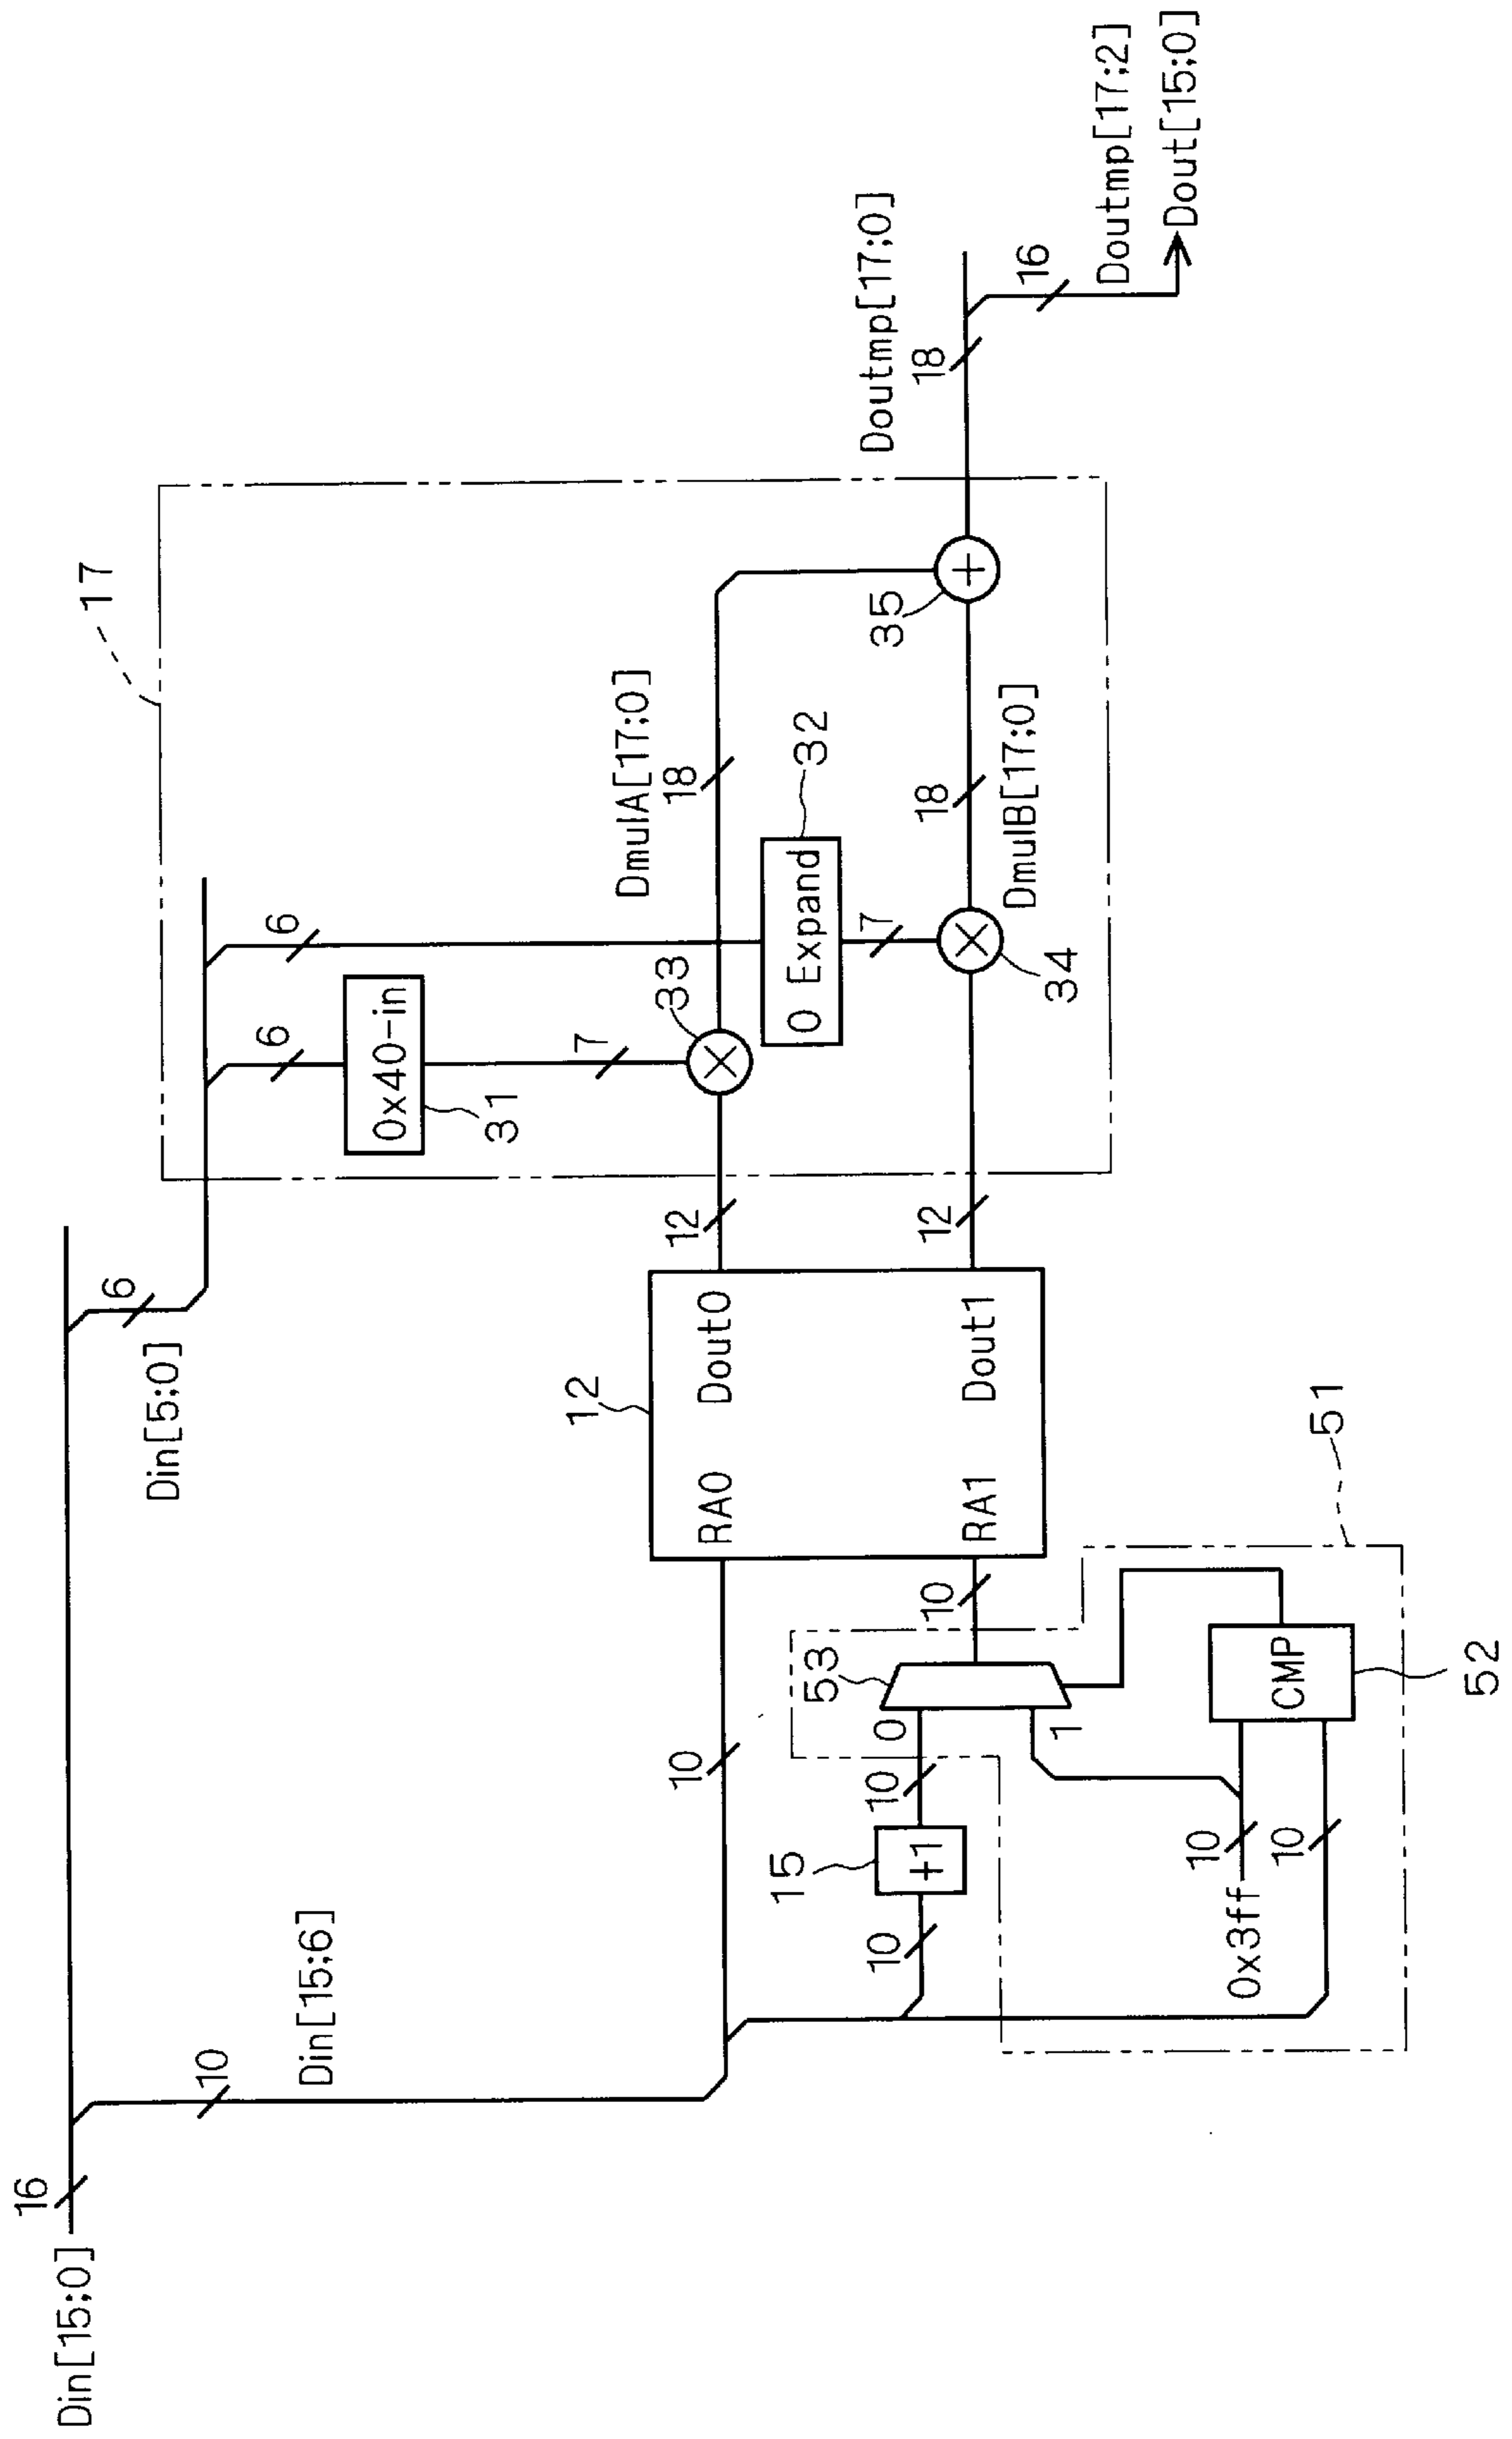 Din[15;0]
16
10
Din[15;6]
6
Din[5;0]
17
6
6
0x40-in
31
7
33
0 Expand
32
7
34
DmulA[17;0]
18
18
DmulB[17;0]
35
Doutmp[17;0]
18
16
Doutmp[17;2]
Dout[15;0]
10
12
RA0
Dout0
RA1
Dout1
12
12
10
15
+1
10
0
1
53
10
51
0x3ff
10
10
CMP
52